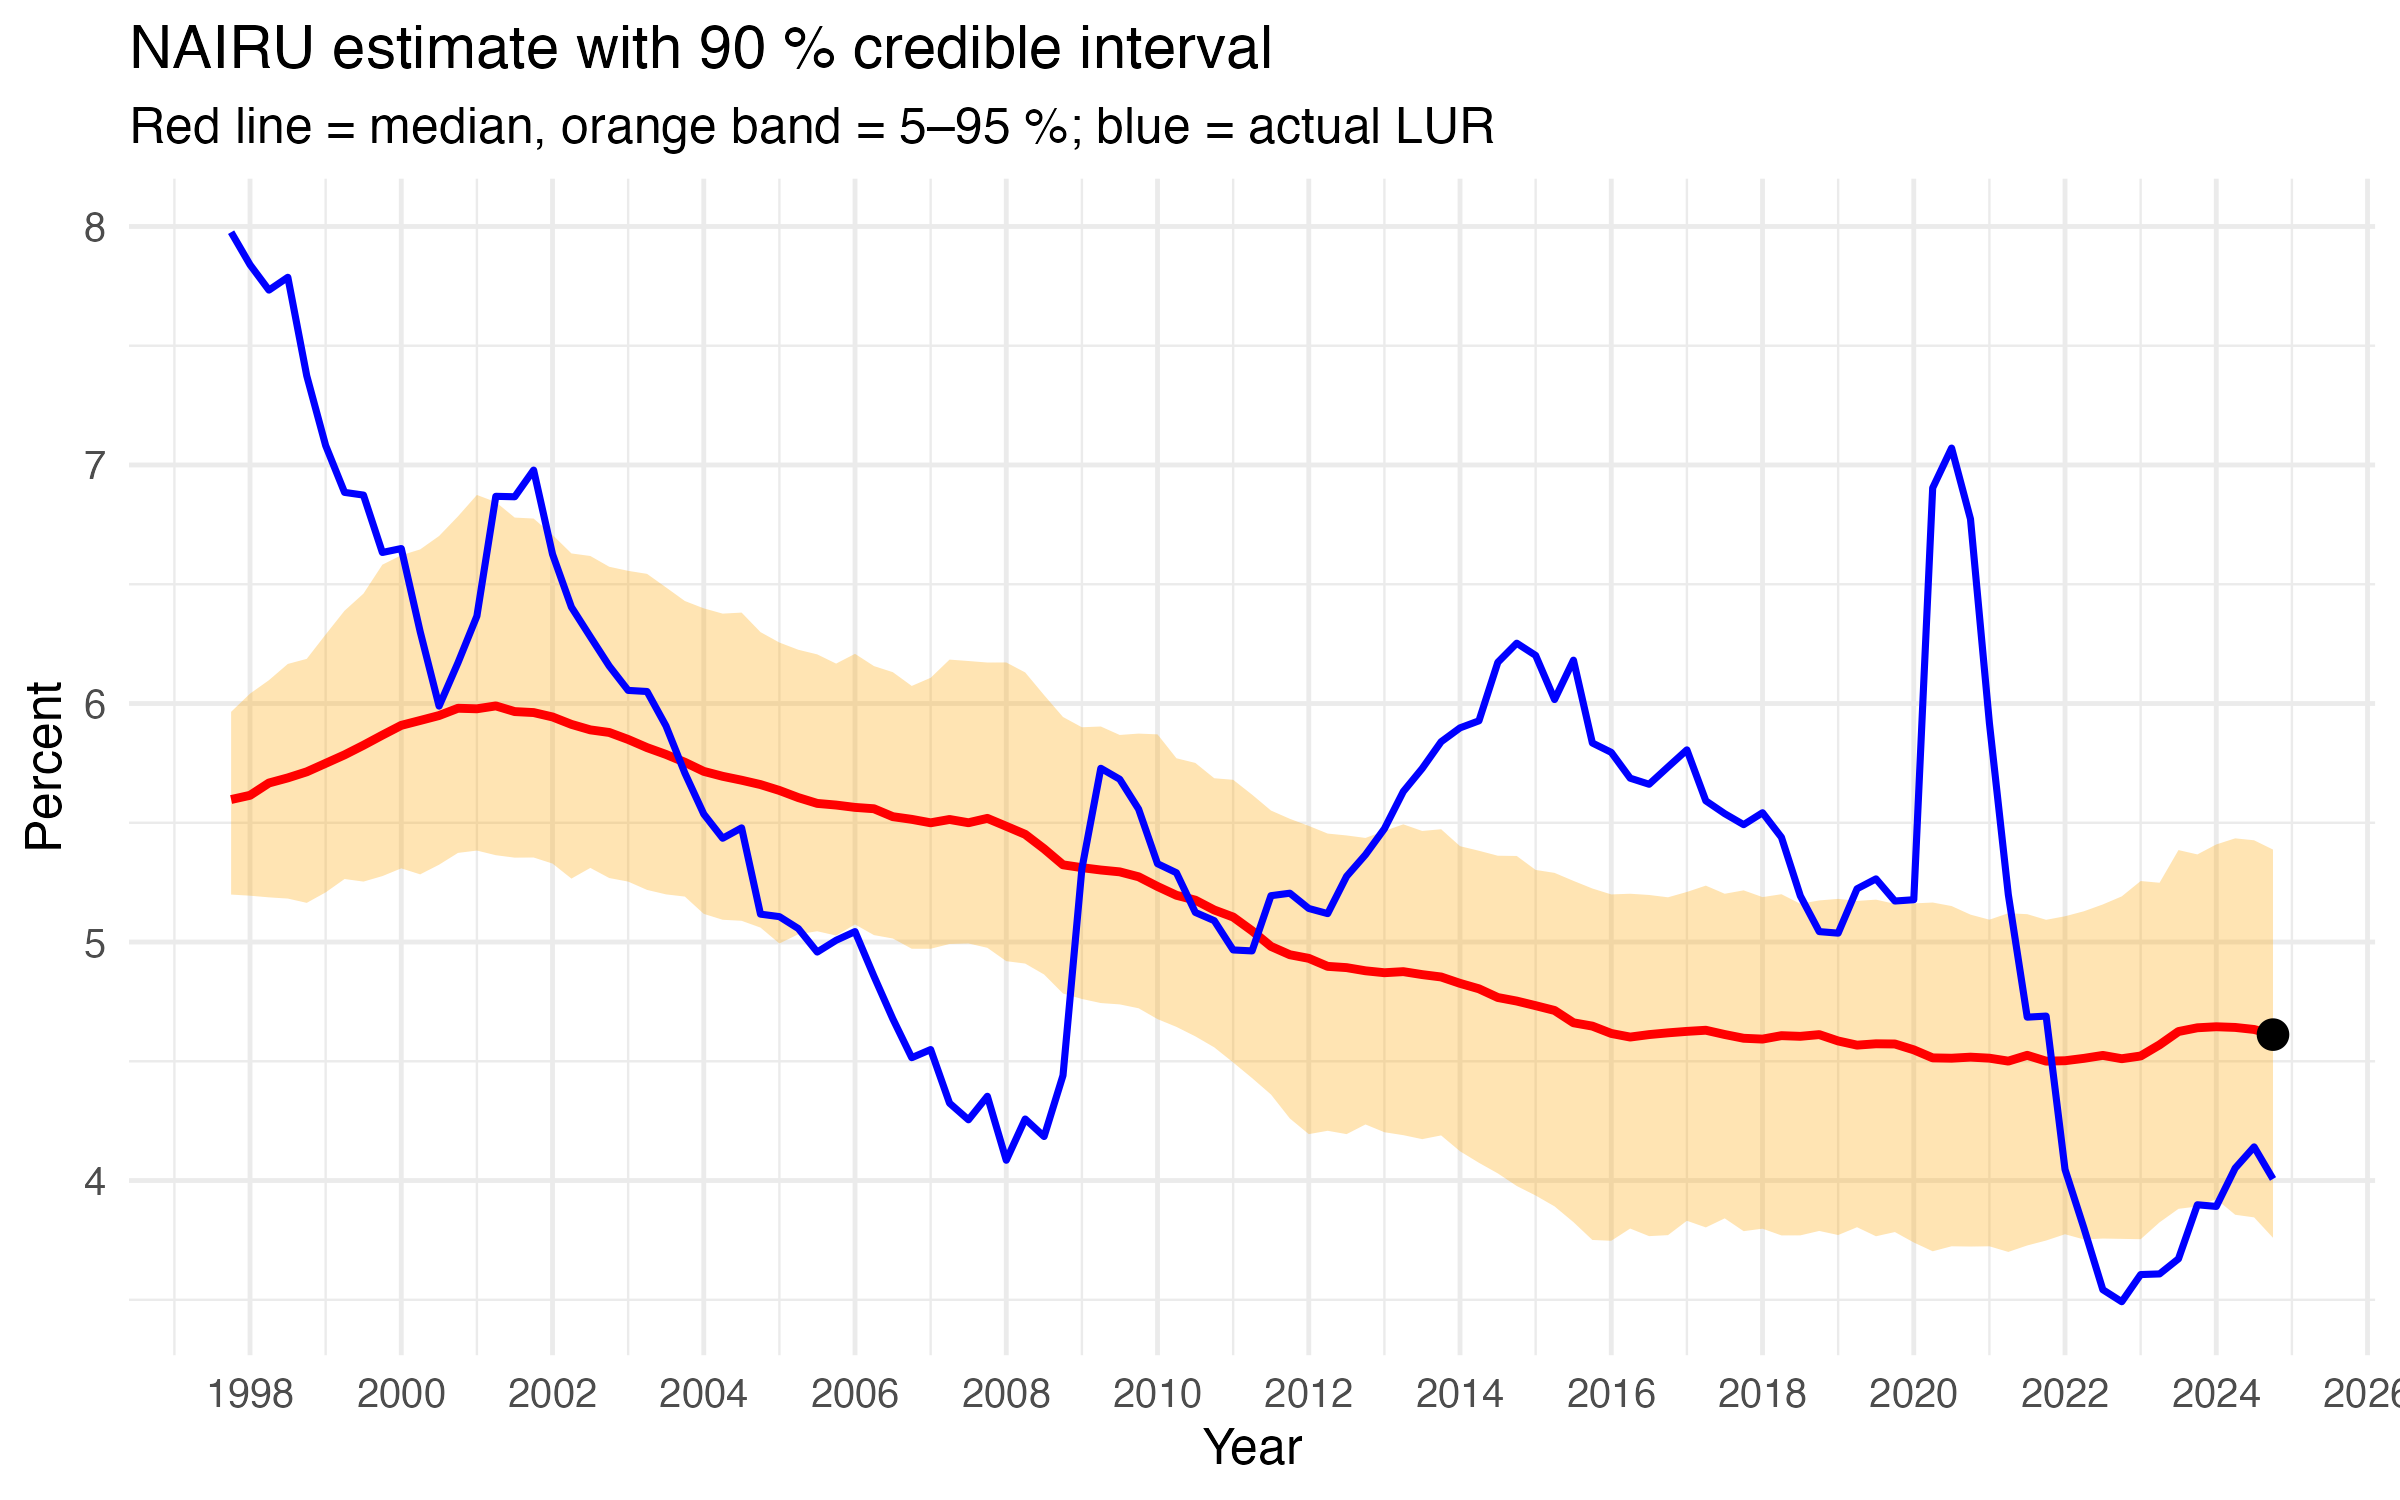 NAIRU estimate with 90 % credible interval
Red line = median, orange band = 5–95 %; blue = actual LUR
8
7
6
5
4
Percent
1998 2000 2002 2004 2006 2008 2010 2012 2014 2016 2018 2020 2022 2024 2026
Year